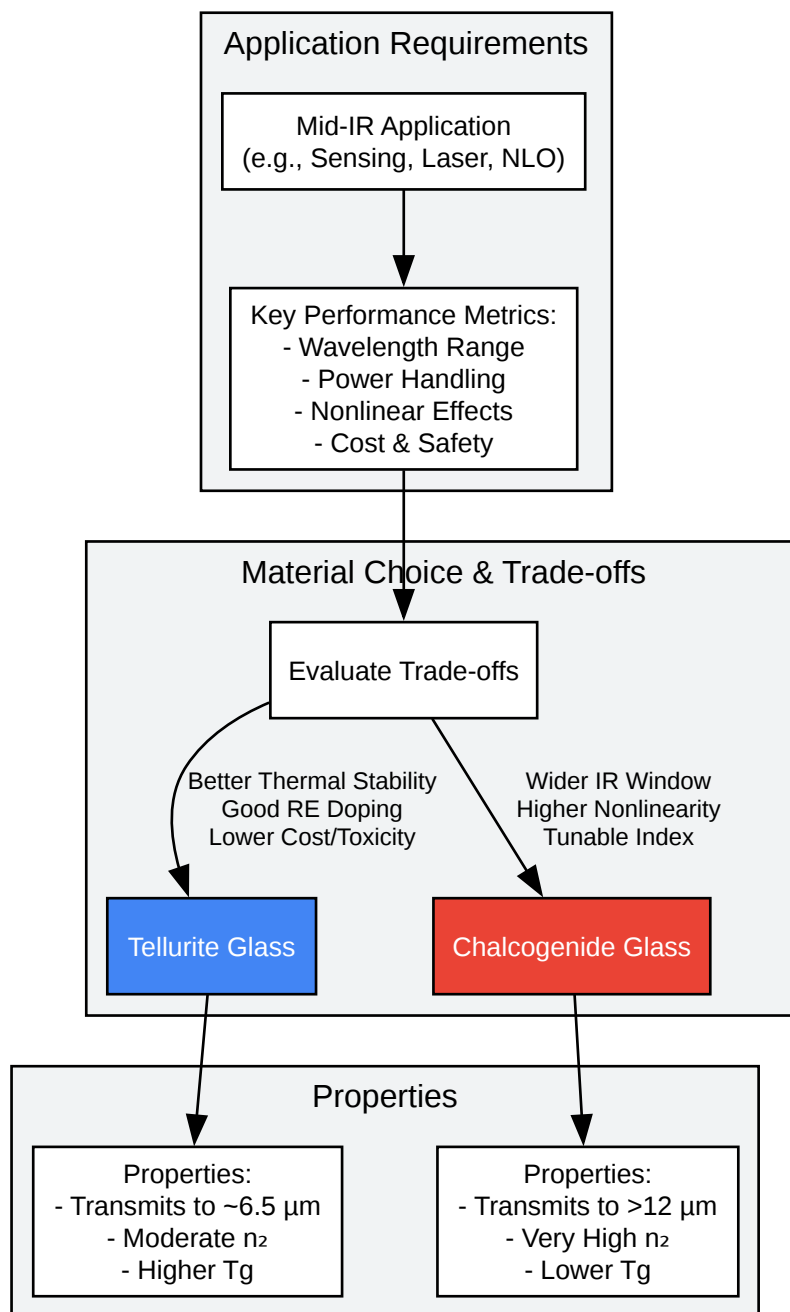 Application Requirements
Mid-IR Application
(e.g., Sensing, Laser, NLO)
Key Performance Metrics:
- Wavelength Range
- Power Handling
- Nonlinear Effects
- Cost & Safety
Material Choice & Trade-offs
Evaluate Trade-offs
Better Thermal Stability
Good RE Doping
Lower Cost/Toxicity
Wider IR Window
Higher Nonlinearity
Tunable Index
Tellurite Glass
Chalcogenide Glass
Properties
Properties:
- Transmits to ~6.5 µm
- Moderate n₂
- Higher Tg
Properties:
- Transmits to >12 µm
- Very High n₂
- Lower Tg